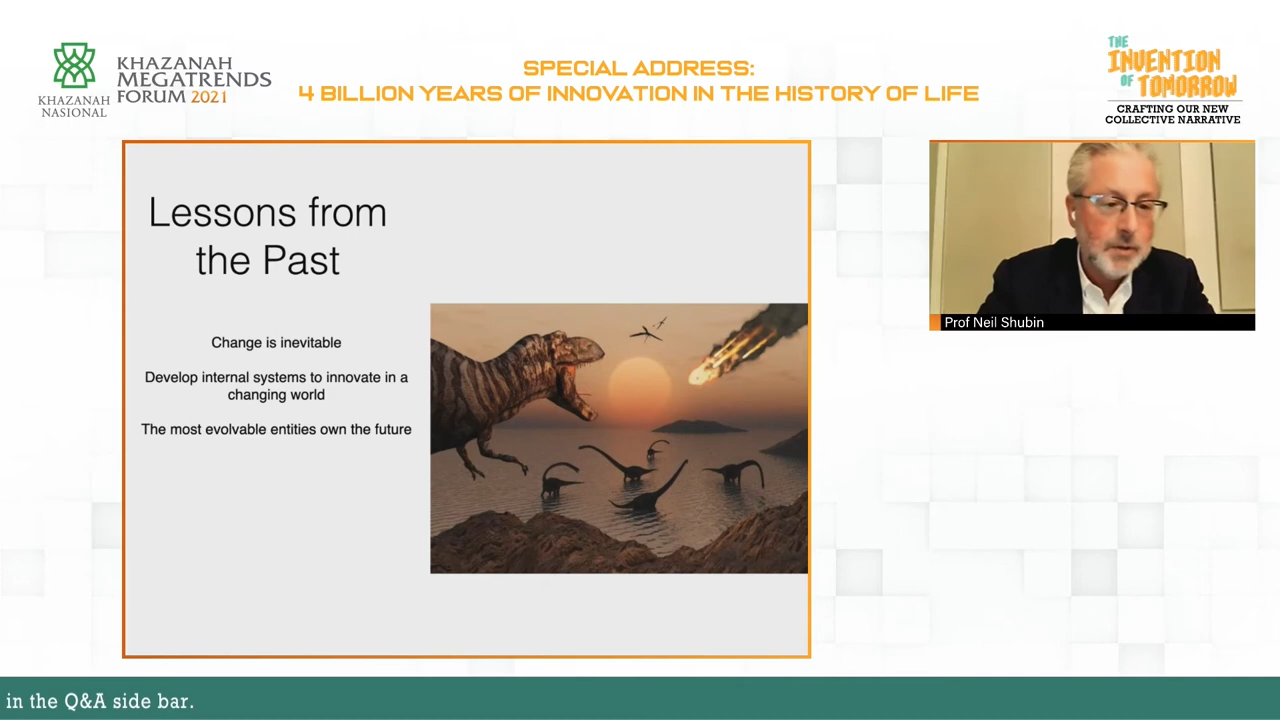 KHAZANAH
NASIONAL
KHAZANAH
MEGATRENDS
FORUM 2021
SPECIAL ADDRESS:
4 BILLION YEARS OF INNOVATION IN THE HISTORY OF LIFE
THE
INVENTION
OF TOMORROW
CRAFTING OUR NEW
COLLECTIVE NARRATIVE
Lessons from
the Past
Change is inevitable
Develop internal systems to innovate in a
changing world
The most evolvable entities own the future
Prof Neil Shubin
in the Q&A side bar.